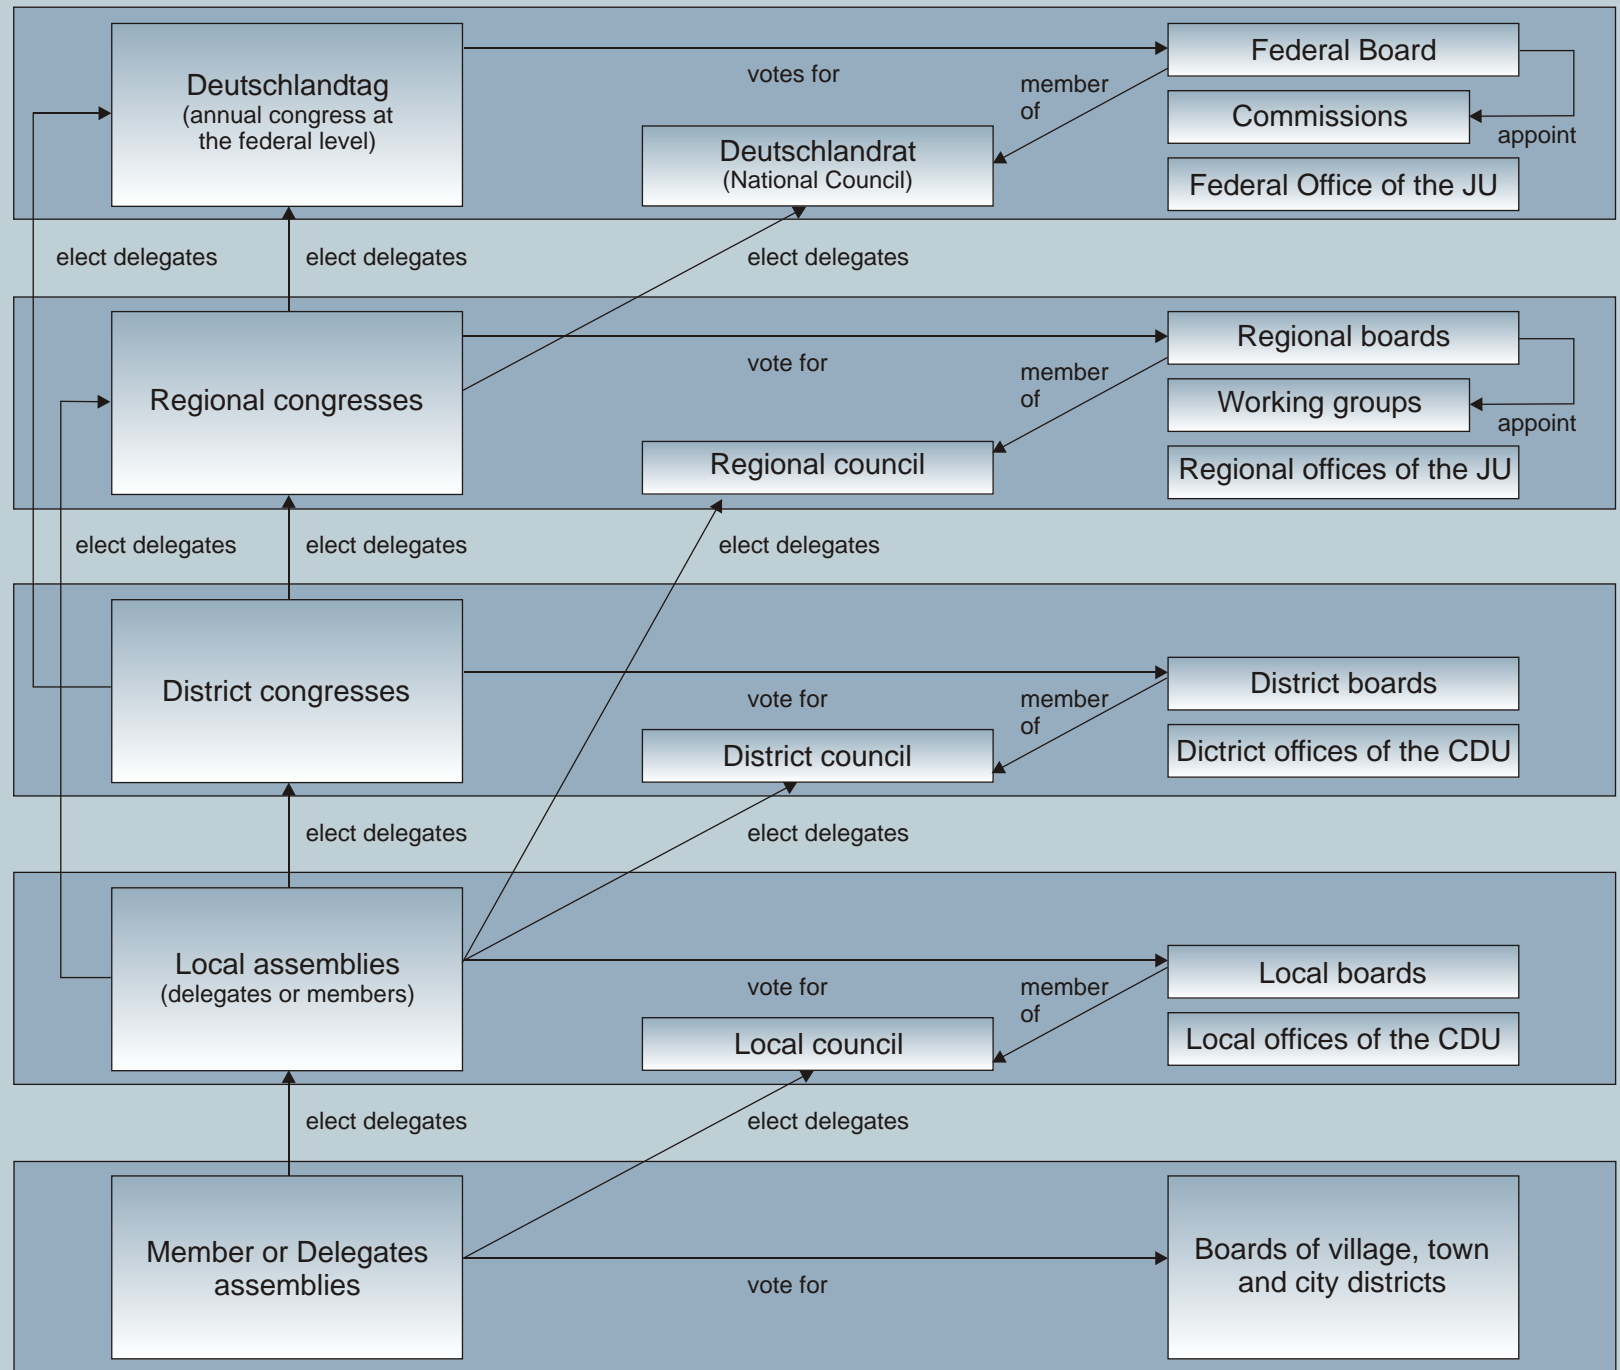 Deutschlandtag
(annual congress at
the federal level)
votes for
Federal Board
member
of
Commissions
appoint
Deutschlandrat
(National Council)
Federal Office of the JU
elect delegates
elect delegates
elect delegates
Regional congresses
vote for
Regional boards
member
of
Working groups
appoint
Regional council
Regional offices of the JU
elect delegates
elect delegates
elect delegates
District congresses
vote for
District boards
member
of
District council
Dictrict offices of the CDU
elect delegates
elect delegates
Local assemblies
(delegates or members)
vote for
Local boards
member
of
Local council
Local offices of the CDU
elect delegates
elect delegates
Member or Delegates
assemblies
vote for
Boards of village, town
and city districts